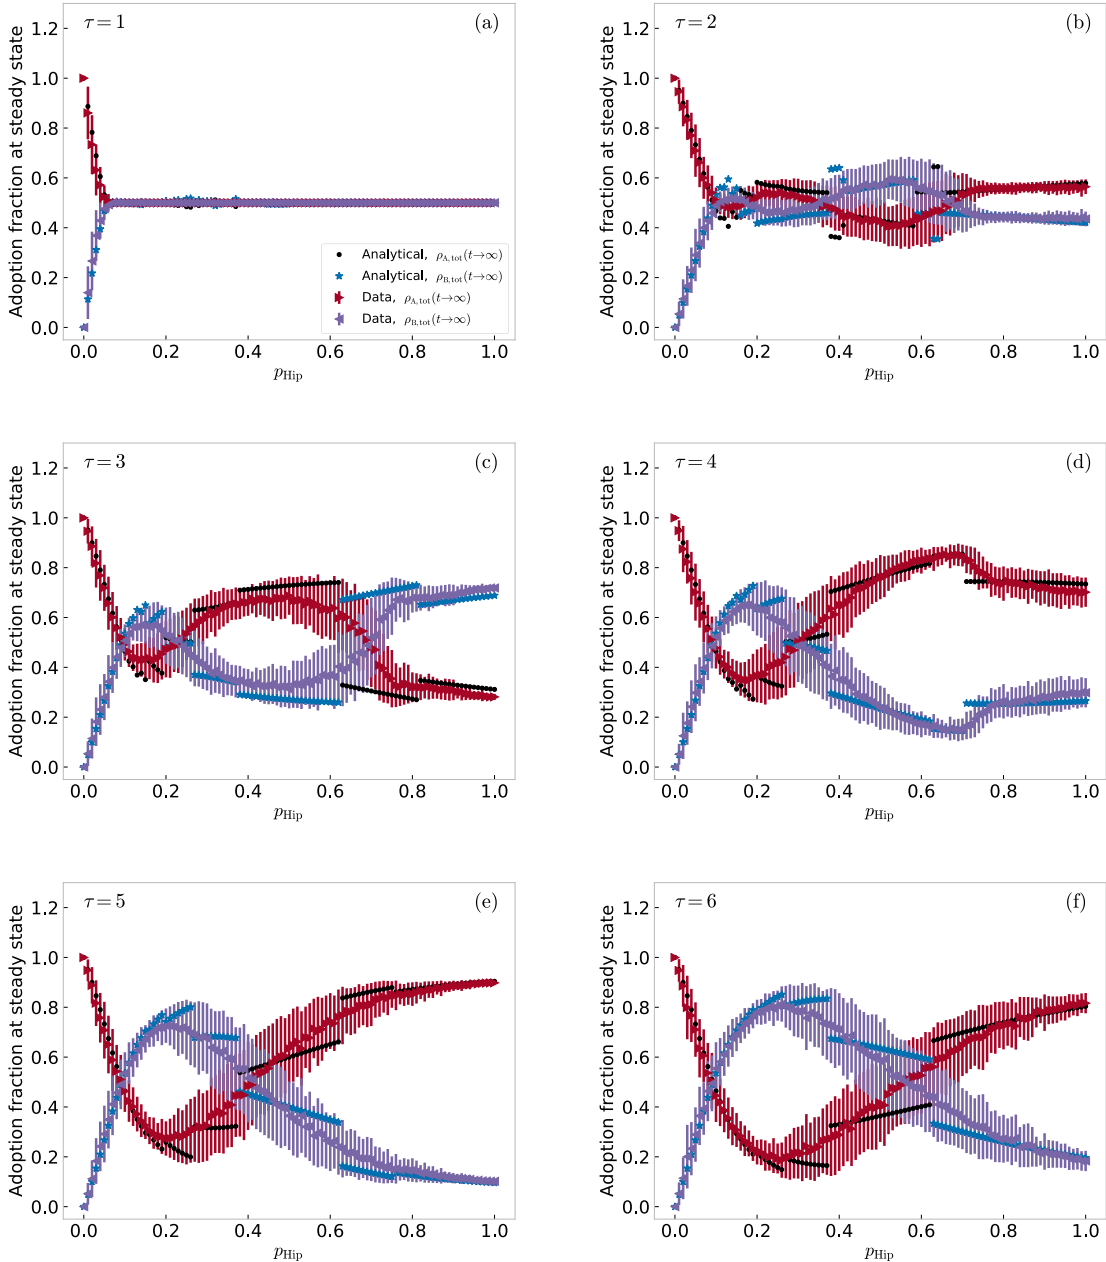 τ = 1
(a)
1.2
1.0
0.8
0.6
0.4
0.2
0.0
Adoption fraction at steady state
Analytical, ρA,tot(t→∞)
Analytical, ρB,tot(t→∞)
Data, ρA,tot(t→∞)
Data, ρB,tot(t→∞)
0.0 0.2 0.4 0.6 0.8 1.0
pHip
τ = 2
(b)
1.2
1.0
0.8
0.6
0.4
0.2
0.0
Adoption fraction at steady state
0.0 0.2 0.4 0.6 0.8 1.0
pHip
τ = 3
(c)
1.2
1.0
0.8
0.6
0.4
0.2
0.0
Adoption fraction at steady state
0.0 0.2 0.4 0.6 0.8 1.0
pHip
τ = 4
(d)
1.2
1.0
0.8
0.6
0.4
0.2
0.0
Adoption fraction at steady state
0.0 0.2 0.4 0.6 0.8 1.0
pHip
τ = 5
(e)
1.2
1.0
0.8
0.6
0.4
0.2
0.0
Adoption fraction at steady state
0.0 0.2 0.4 0.6 0.8 1.0
pHip
τ = 6
(f)
1.2
1.0
0.8
0.6
0.4
0.2
0.0
Adoption fraction at steady state
0.0 0.2 0.4 0.6 0.8 1.0
pHip